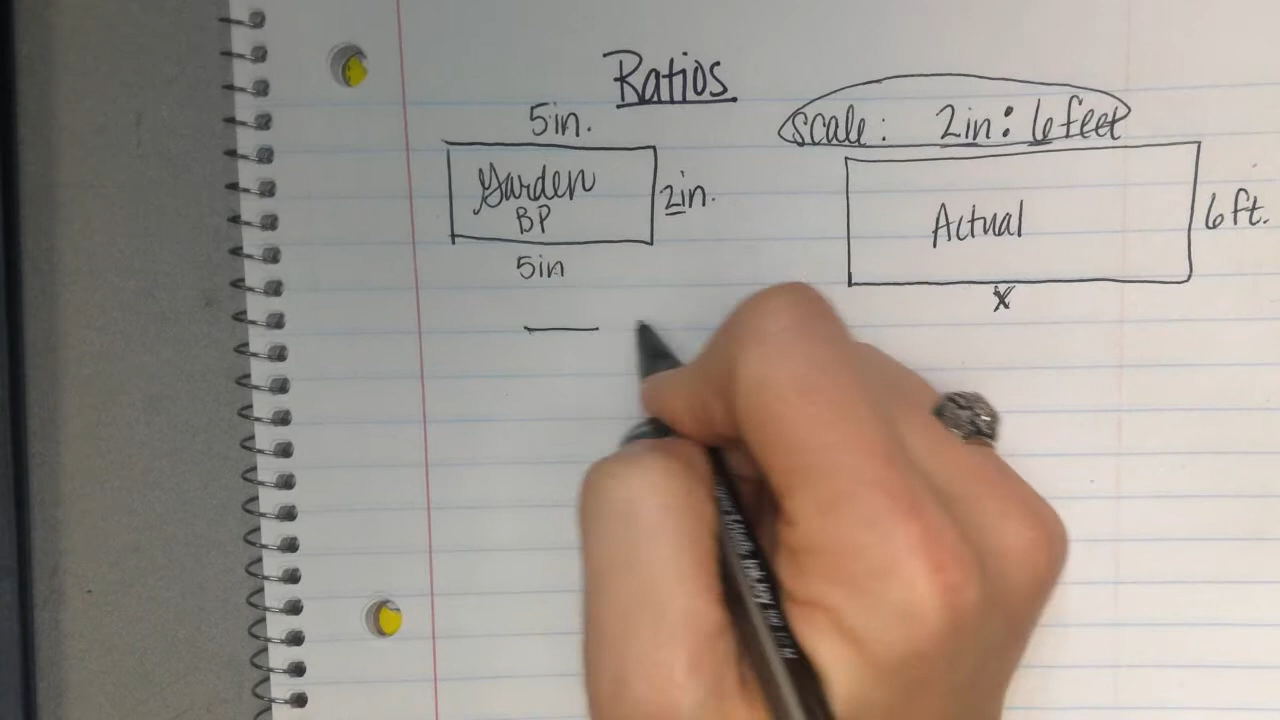 Ratios
5in.
scale: 2in: 6feet
Garden
BP
2in.
5in
Actual
6ft.
x